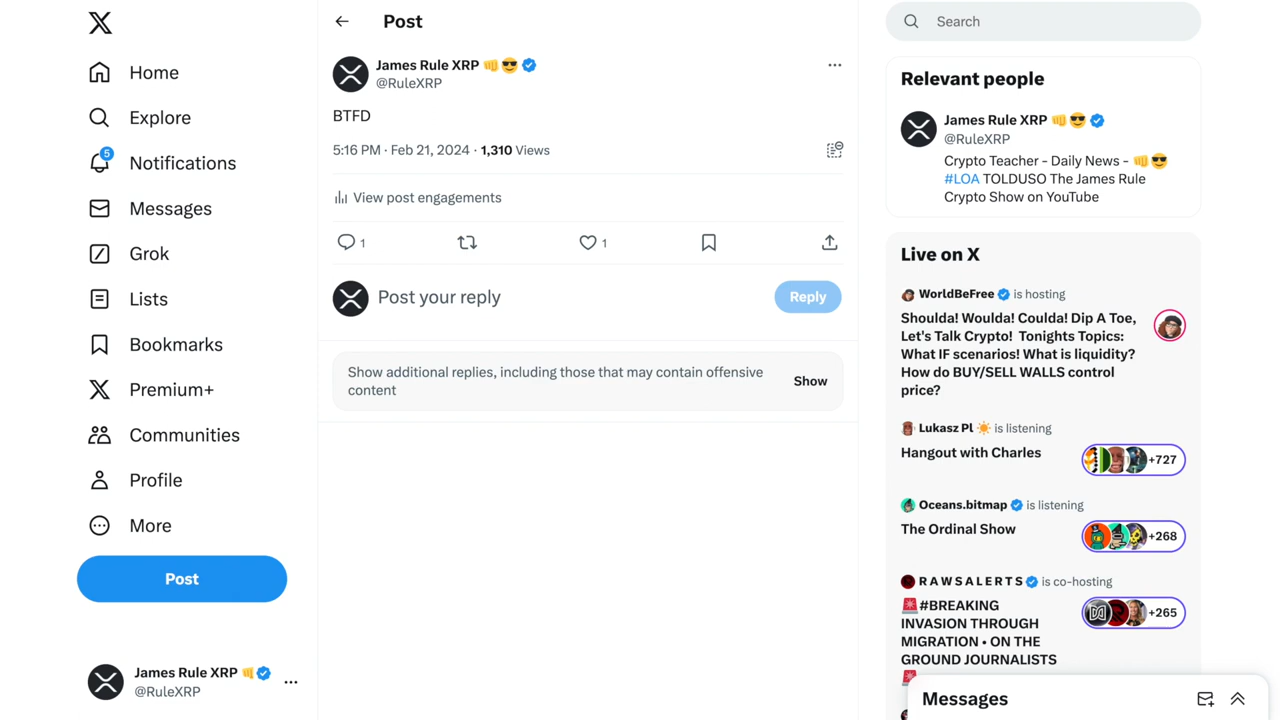 Home
Explore
5
Notifications
Messages
Grok
Lists
Bookmarks
Premium+
Communities
Profile
More
Post
James Rule XRP 👊
@RuleXRP
Post
James Rule XRP 👊😎
@RuleXRP
BTFD
5:16 PM · Feb 21, 2024 · 1,310 Views
View post engagements
1
1
Post your reply
Reply
Show additional replies, including those that may contain offensive
content
Show
Search
Relevant people
James Rule XRP 👊😎
@RuleXRP
Crypto Teacher - Daily News - 👊😎
#LOA TOLDUSO The James Rule
Crypto Show on YouTube
Live on X
WorldBeFree is hosting
Shoulda! Woulda! Coulda! Dip A Toe,
Let's Talk Crypto! Tonights Topics:
What IF scenarios! What is liquidity?
How do BUY/SELL WALLS control
price?
Lukasz Pl ☀️ is listening
Hangout with Charles
+727
Oceans.bitmap is listening
The Ordinal Show
+268
R A W S A L E R T S is co-hosting
🚨#BREAKING
INVASION THROUGH
MIGRATION • ON THE
GROUND JOURNALISTS
🚨
+265
Messages